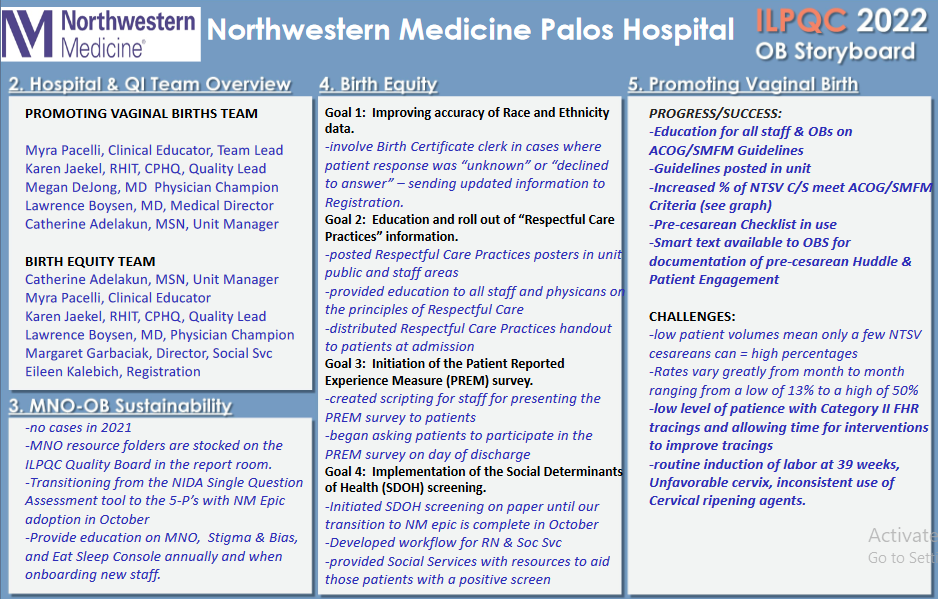 Northwestern
Medicine®
Northwestern Medicine Palos Hospital
ILPQC 2022
OB Storyboard
2. Hospital & QI Team Overview
PROMOTING VAGINAL BIRTHS TEAM
Myra Pacelli, Clinical Educator, Team Lead
Karen Jaekel, RHIT, CPHQ, Quality Lead
Megan DeJong, MD Physician Champion
Lawrence Boysen, MD, Medical Director
Catherine Adelakun, MSN, Unit Manager
BIRTH EQUITY TEAM
Catherine Adelakun, MSN, Unit Manager
Myra Pacelli, Clinical Educator
Karen Jaekel, RHIT, CPHQ, Quality Lead
Lawrence Boysen, MD, Physician Champion
Margaret Garbaciak, Director, Social Svc
Eileen Kalebich, Registration
3. MNO-OB Sustainability
-no cases in 2021
-MNO resource folders are stocked on the
ILPQC Quality Board in the report room.
-Transitioning from the NIDA Single Question
Assessment tool to the 5-P's with NM Epic
adoption in October
-Provide education on MNO, Stigma & Bias,
and Eat Sleep Console annually and when
onboarding new staff.
4. Birth Equity
Goal 1: Improving accuracy of Race and Ethnicity
data.
-involve Birth Certificate clerk in cases where
patient response was “unknown” or “declined
to answer” – sending updated information to
Registration.
Goal 2: Education and roll out of “Respectful Care
Practices” information.
-posted Respectful Care Practices posters in unit
public and staff areas
-provided education to all staff and physicans on
the principles of Respectful Care
-distributed Respectful Care Practices handout
to patients at admission
Goal 3: Initiation of the Patient Reported
Experience Measure (PREM) survey.
-created scripting for staff for presenting the
PREM survey to patients
-began asking patients to participate in the
PREM survey on day of discharge
Goal 4: Implementation of the Social Determinants
of Health (SDOH) screening.
-Initiated SDOH screening on paper until our
transition to NM epic is complete in October
-Developed workflow for RN & Soc Svc
-provided Social Services with resources to aid
those patients with a positive screen
5. Promoting Vaginal Birth
PROGRESS/SUCCESS:
-Education for all staff & OBs on
ACOG/SMFM Guidelines
-Guidelines posted in unit
-Increased % of NTSV C/S meet ACOG/SMFM
Criteria (see graph)
-Pre-cesarean Checklist in use
-Smart text available to OBS for
documentation of pre-cesarean Huddle &
Patient Engagement
CHALLENGES:
-low patient volumes mean only a few NTSV
cesareans can = high percentages
-Rates vary greatly from month to month
ranging from a low of 13% to a high of 50%
-low level of patience with Category II FHR
tracings and allowing time for interventions
to improve tracings
-routine induction of labor at 39 weeks,
Unfavorable cervix, inconsistent use of
Cervical ripening agents.
Activate
Go to Sett